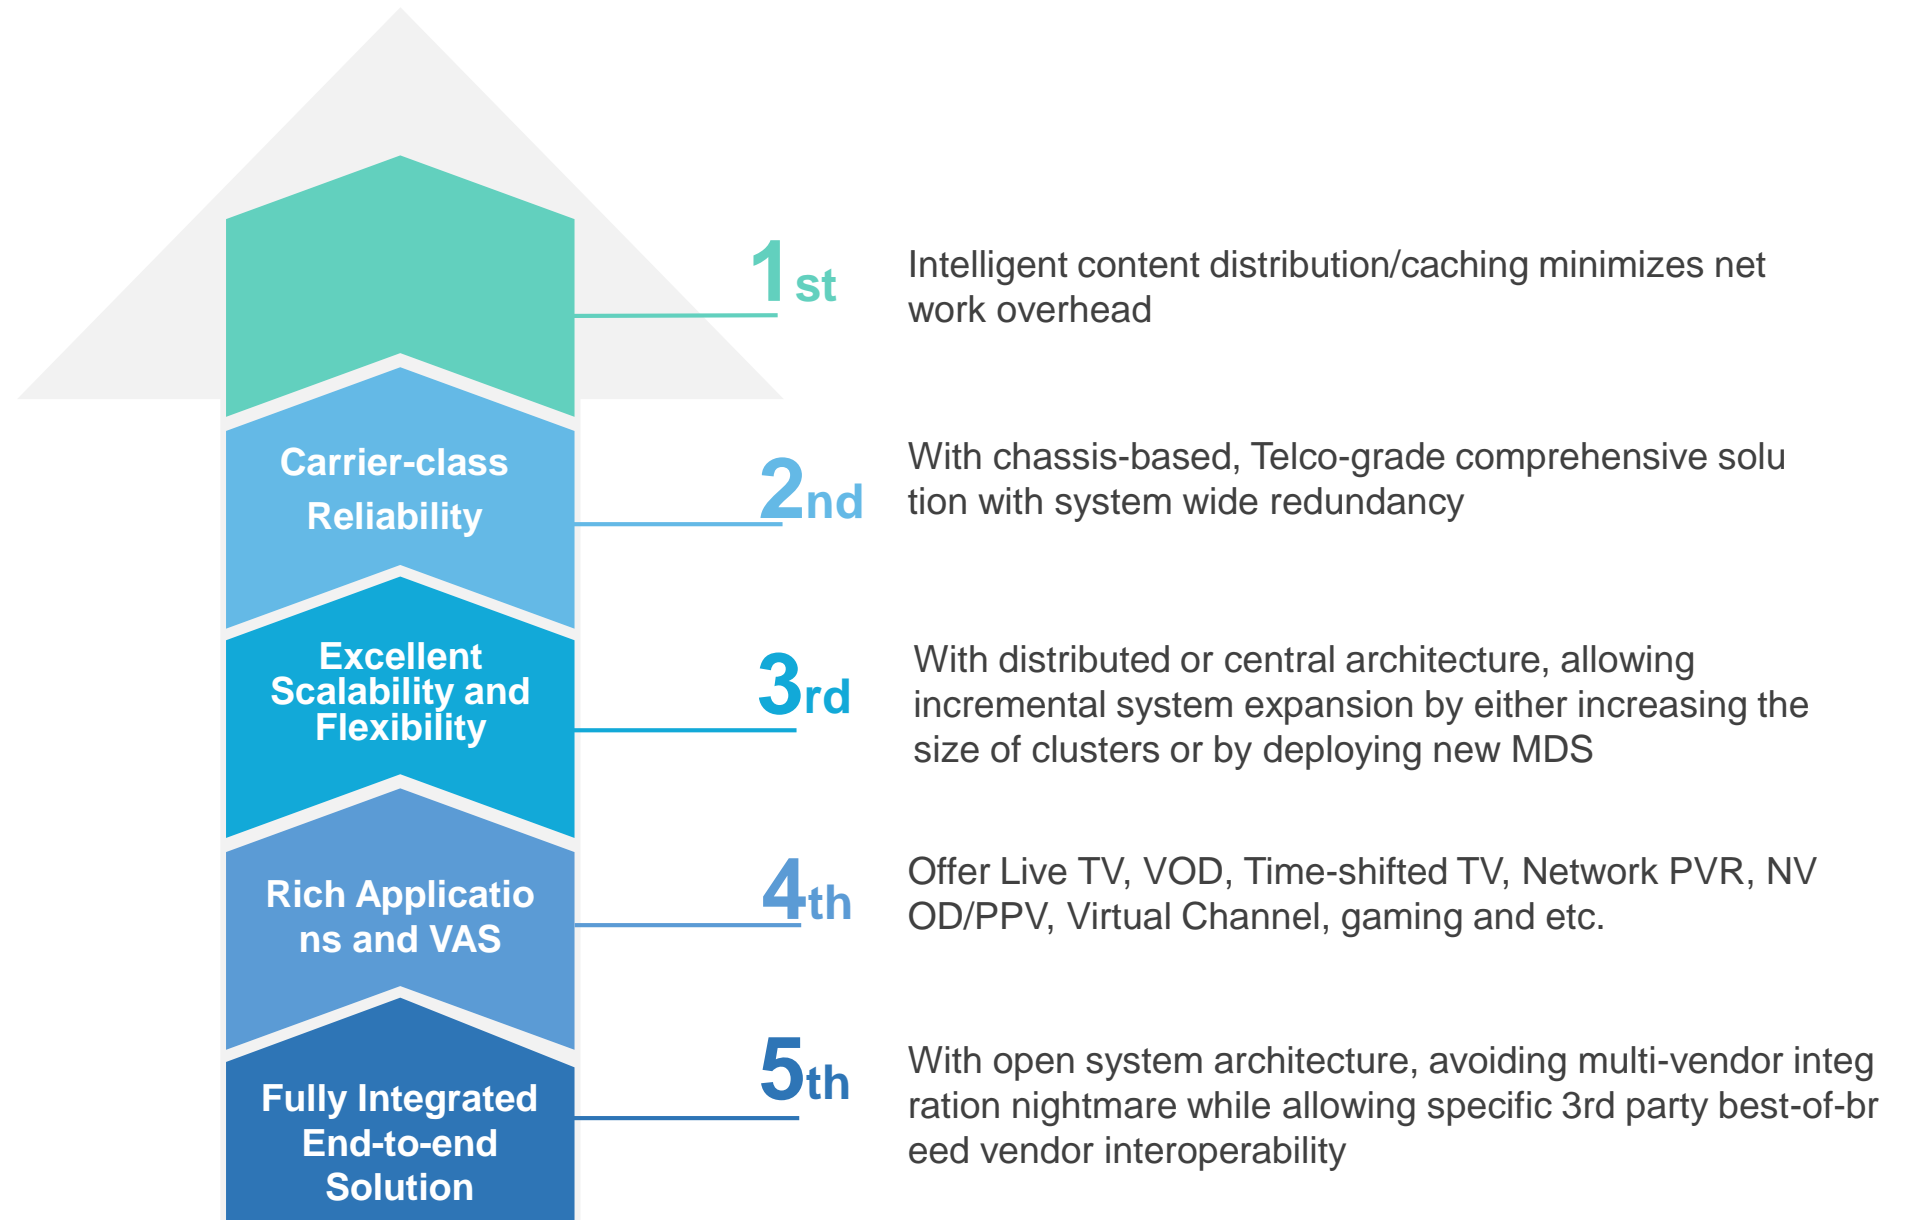 1st
Intelligent content distribution/caching minimizes net
work overhead
Carrier-class
Reliability
2nd
With chassis-based, Telco-grade comprehensive solu
tion with system wide redundancy
Excellent
Scalability and
Flexibility
3rd
With distributed or central architecture, allowing
incremental system expansion by either increasing the
size of clusters or by deploying new MDS
Rich Applicatio
ns and VAS
4th
Offer Live TV, VOD, Time-shifted TV, Network PVR, NV
OD/PPV, Virtual Channel, gaming and etc.
Fully Integrated
End-to-end
Solution
5th
With open system architecture, avoiding multi-vendor integ
ration nightmare while allowing specific 3rd party best-of-br
eed vendor interoperability